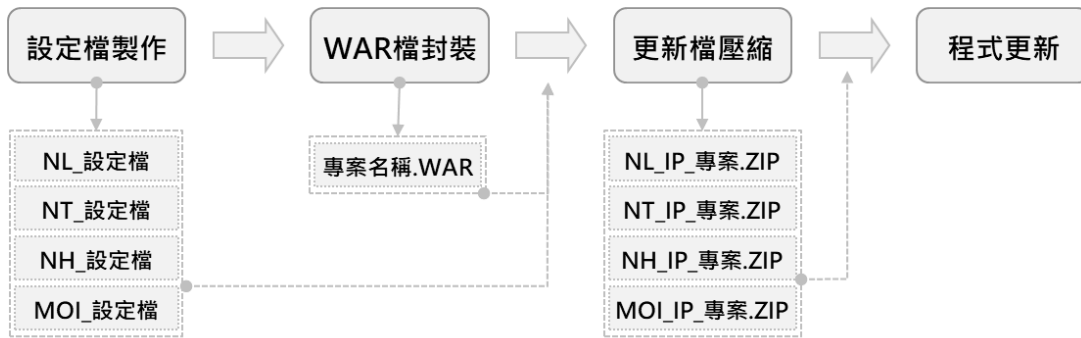 設定檔製作
WAR檔封裝
更新檔壓縮
程式更新
NL_設定檔
NT_設定檔
NH_設定檔
MOI_設定檔
專案名稱.WAR
NL_IP_專案.ZIP
NT_IP_專案.ZIP
NH_IP_專案.ZIP
MOI_IP_專案.ZIP